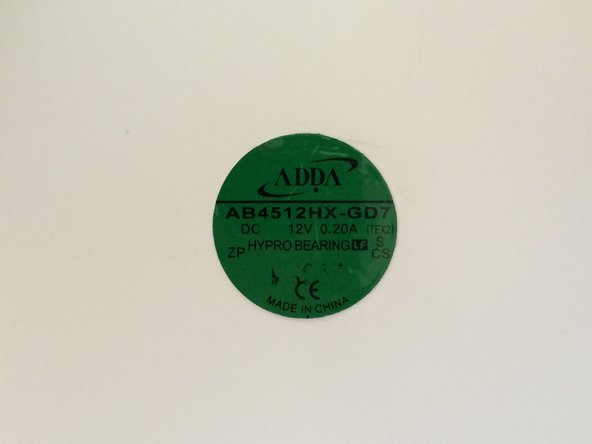 ADDA
AB4512HX-GD7
DC 12V 0.20A (TEX2)
ZP HYPRO BEARING LF S
CS
CE
MADE IN CHINA